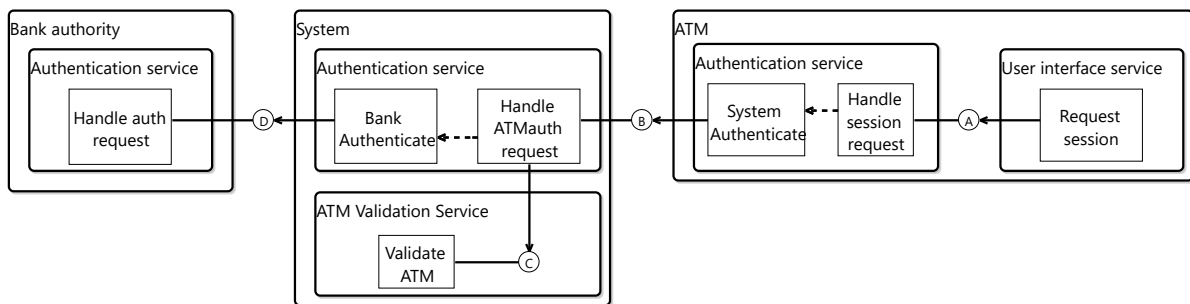 Bank authority
Authentication service
Handle auth
request
D
System
Authentication service
Bank
Authenticate
Handle
ATMauth
request
ATM Validation Service
Validate
ATM
C
B
ATM
Authentication service
System
Authenticate
Handle
session
request
A
User interface service
Request
session